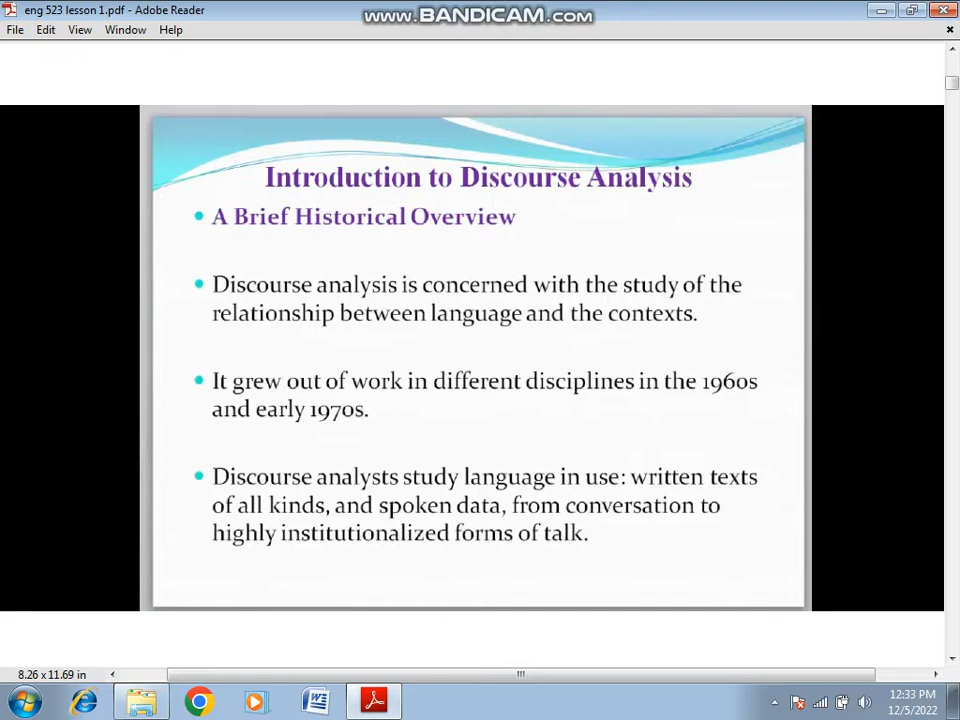 eng 523 lesson 1.pdf - Adobe Reader
www.BANDICAM.com
File Edit View Window Help
Introduction to Discourse Analysis
• A Brief Historical Overview
• Discourse analysis is concerned with the study of the
relationship between language and the contexts.
• It grew out of work in different disciplines in the 1960s
and early 1970s.
• Discourse analysts study language in use: written texts
of all kinds, and spoken data, from conversation to
highly institutionalized forms of talk.
8.26 x 11.69 in
12:33 PM
12/5/2022